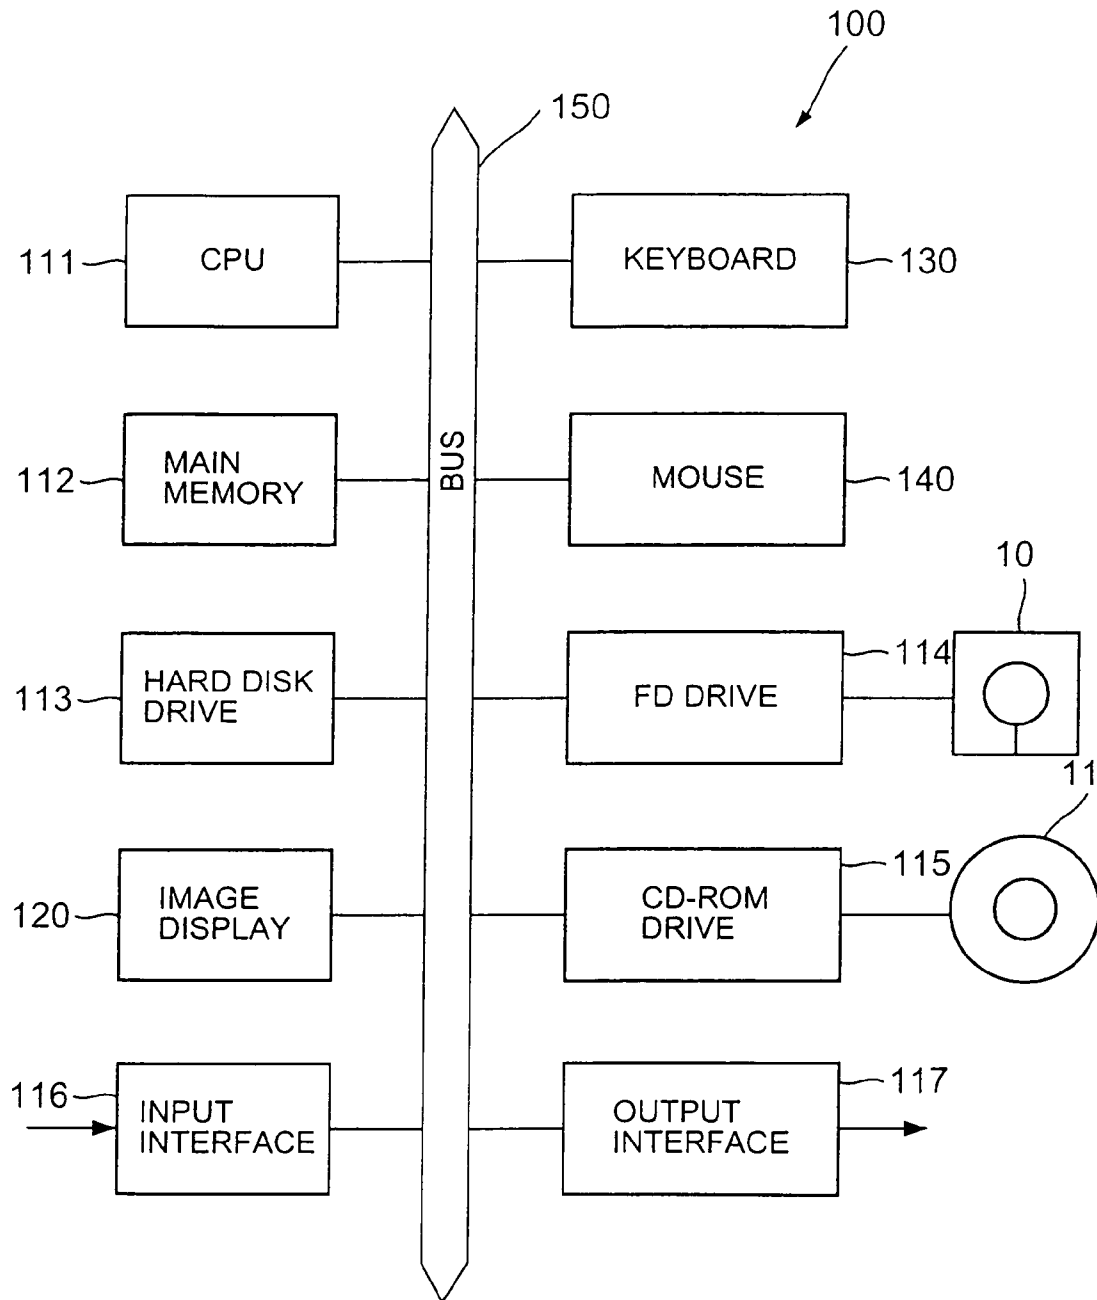 100
150
111
CPU
KEYBOARD
130
112
MAIN
MEMORY
BUS
MOUSE
140
10
113
HARD DISK
DRIVE
FD DRIVE
114
11
120
IMAGE
DISPLAY
CD-ROM
DRIVE
115
116
INPUT
INTERFACE
OUTPUT
INTERFACE
117